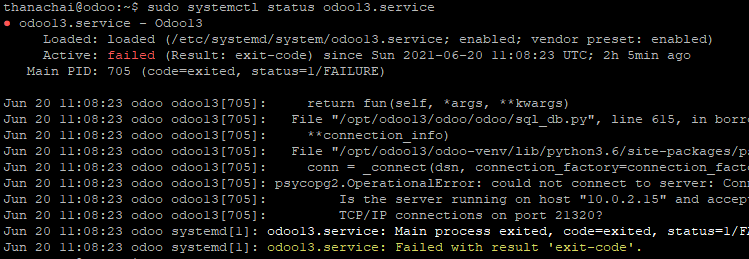 thanachai@odoo:~$ sudo systemctl status odoo13.service
● odoo13.service - Odoo13
Loaded: loaded (/etc/systemd/system/odoo13.service; enabled; vendor preset: enabled)
Active: failed (Result: exit-code) since Sun 2021-06-20 11:08:23 UTC; 2h 5min ago
Main PID: 705 (code=exited, status=1/FAILURE)
Jun 20 11:08:23 odoo odoo13[705]:     return fun(self, *args, **kwargs)
Jun 20 11:08:23 odoo odoo13[705]:   File "/opt/odoo13/odoo/odoo/sql_db.py", line 615, in borro
Jun 20 11:08:23 odoo odoo13[705]:     **connection_info)
Jun 20 11:08:23 odoo odoo13[705]:   File "/opt/odoo13/odoo-venv/lib/python3.6/site-packages/ps
Jun 20 11:08:23 odoo odoo13[705]:     conn = _connect(dsn, connection_factory=connection_facto
Jun 20 11:08:23 odoo odoo13[705]: psycopg2.OperationalError: could not connect to server: Conn
Jun 20 11:08:23 odoo odoo13[705]:         Is the server running on host "10.0.2.15" and accept
Jun 20 11:08:23 odoo odoo13[705]:         TCP/IP connections on port 21320?
Jun 20 11:08:23 odoo systemd[1]: odoo13.service: Main process exited, code=exited, status=1/FA
Jun 20 11:08:23 odoo systemd[1]: odoo13.service: Failed with result 'exit-code'.